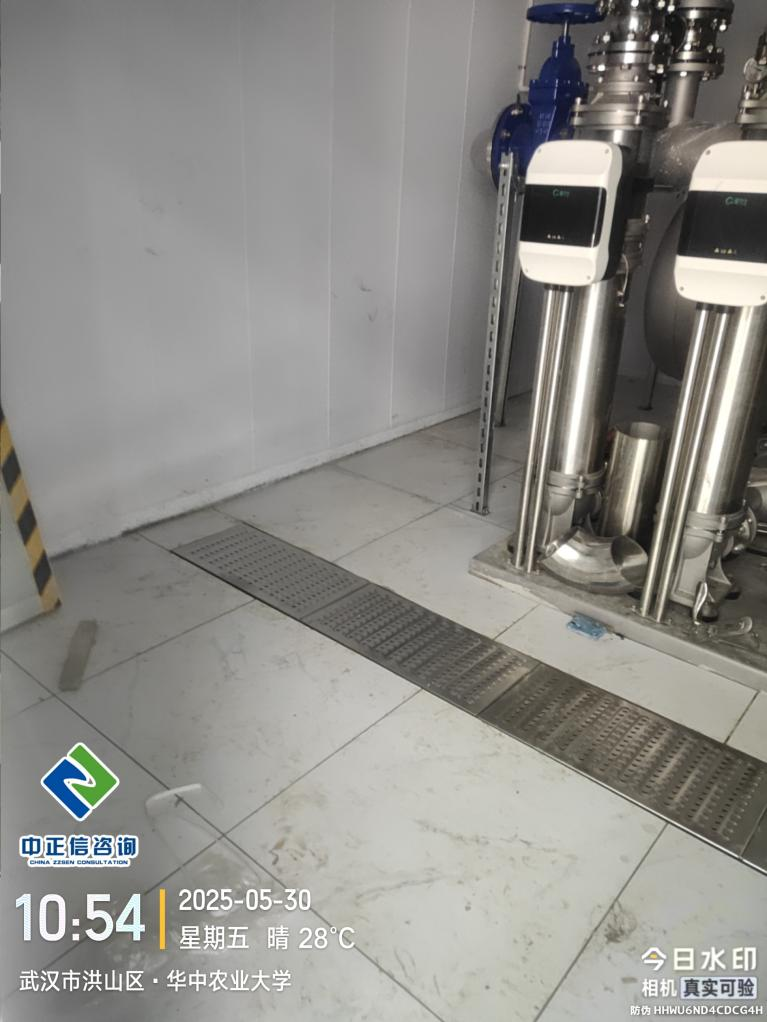 中正信咨询
CHINA ZZSEN CONSULTATION
10:54
2025-05-30
星期五 晴 28℃
武汉市洪山区·华中农业大学
今日水印
相机 真实可验
防伪 HHWU6ND4CDCG4H